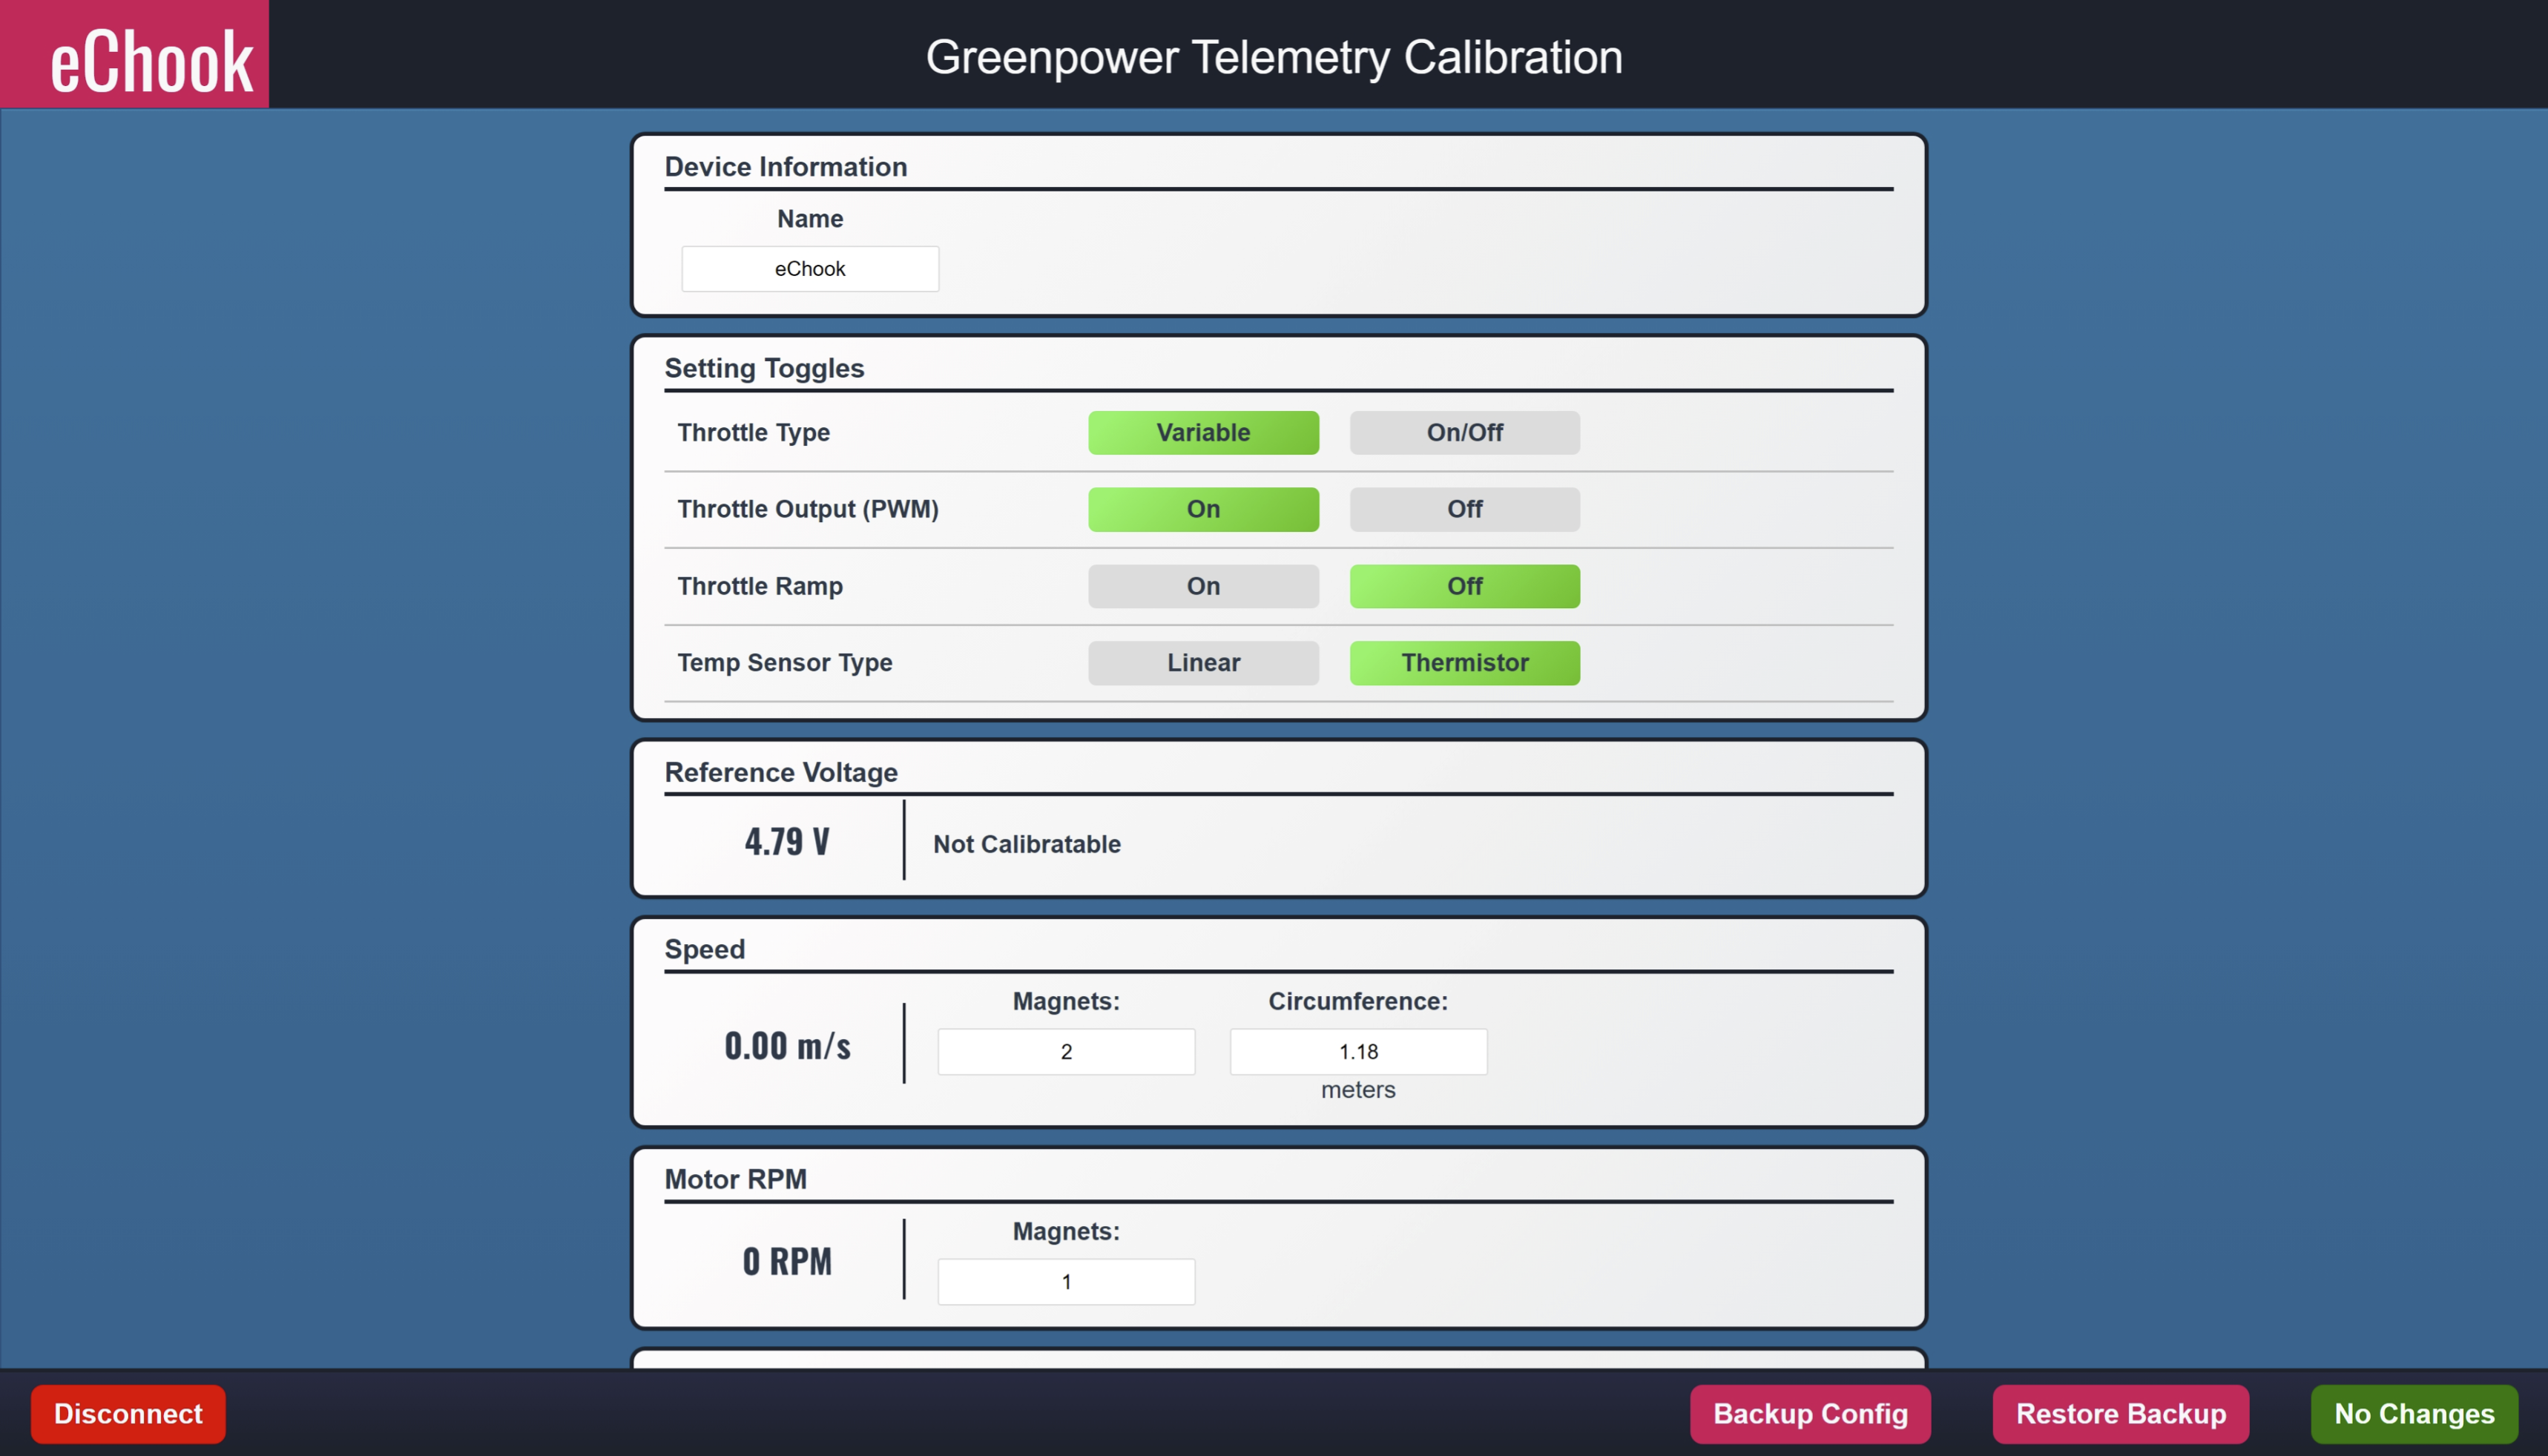 eChook
Greenpower Telemetry Calibration
Device Information
Name
eChook
Setting Toggles
Throttle Type Variable On/Off
Throttle Output (PWM) On Off
Throttle Ramp On Off
Temp Sensor Type Linear Thermistor
Reference Voltage
4.79 V Not Calibratable
Speed
Magnets: Circumference:
0.00 m/s 2 1.18
meters
Motor RPM
Magnets:
0 RPM 1
Disconnect Backup Config Restore Backup No Changes